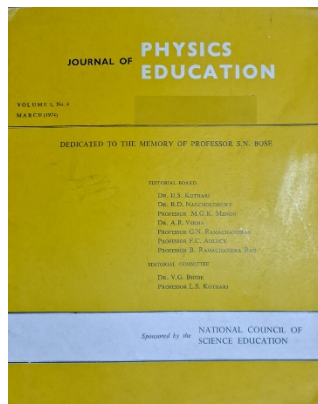 JOURNAL OF PHYSICS EDUCATION
VOLUME 1, No. 4
MARCH (1974)
DEDICATED TO THE MEMORY OF PROFESSOR S.N. BOSE
EDITORIAL BOARD
DR. D.S. KOTHARI
DR. B.D. NAGCHOUDHURY
PROFESSOR M.G.K. MENON
DR. A.R. VERMA
PROFESSOR G.N. RAMACHANDRAN
PROFESSOR F.C. AULUCK
PROFESSOR B. RAMACHANDRA RAO
EDITORIAL COMMITTEE
DR. V.G. BHIDE
PROFESSOR L.S. KOTHARI
Sponsored by the NATIONAL COUNCIL OF
SCIENCE EDUCATION